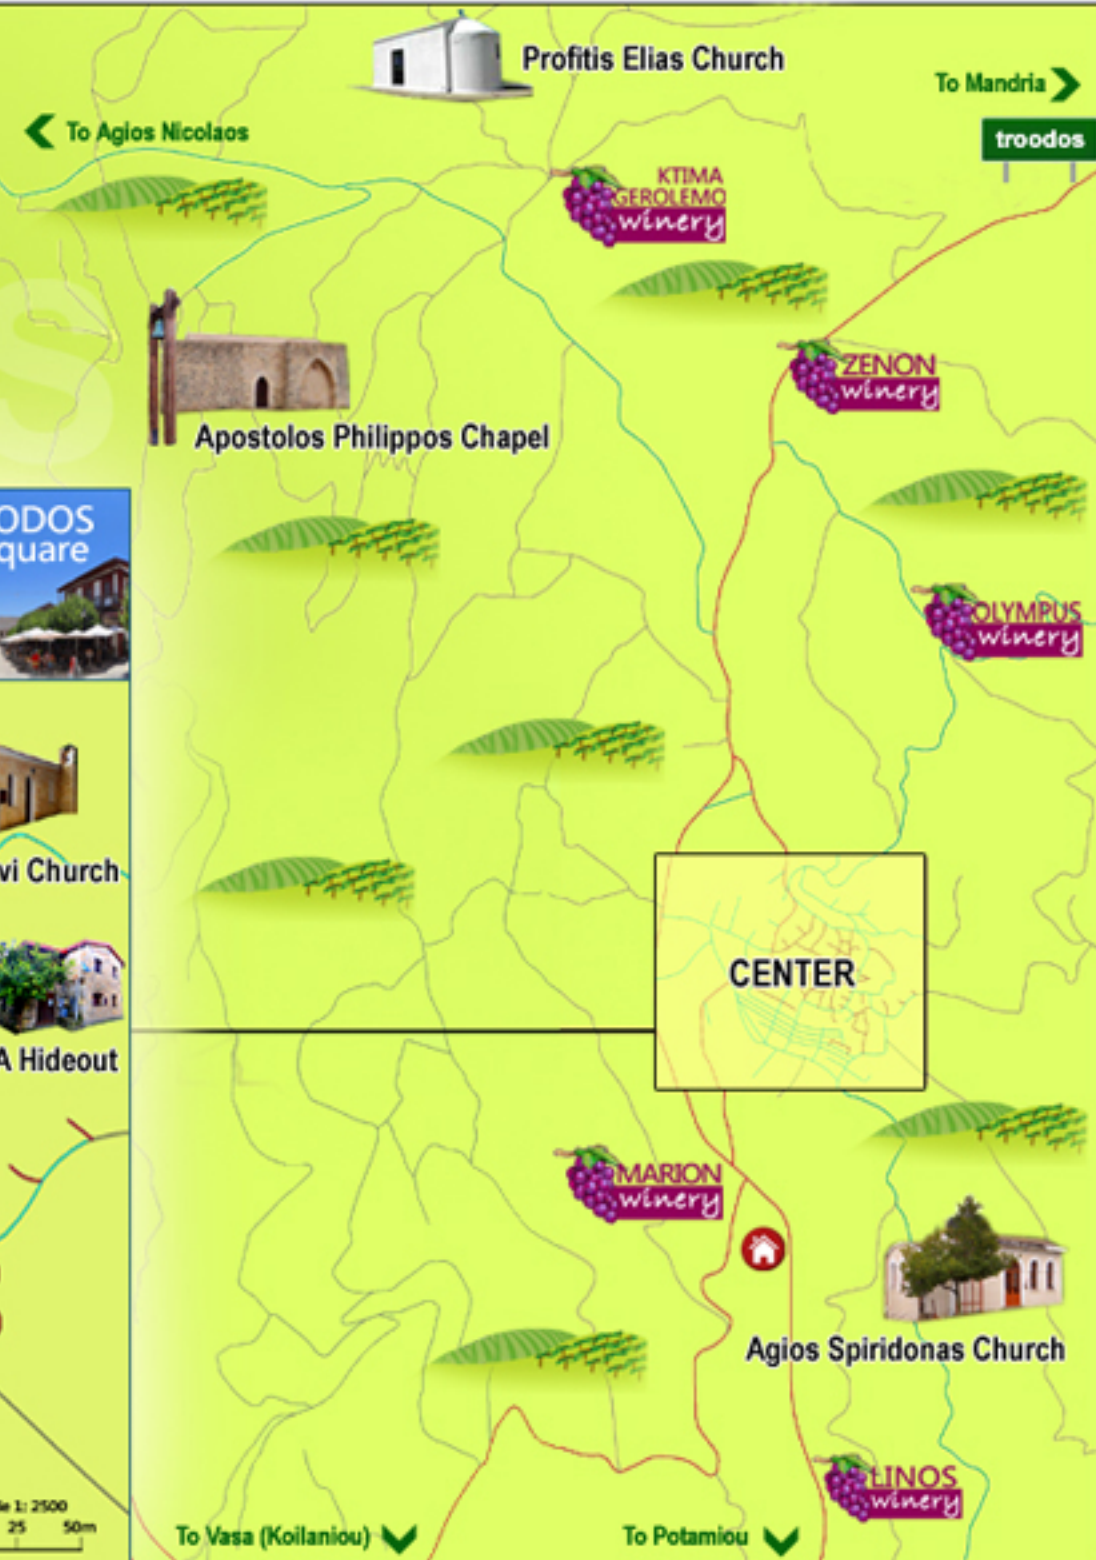 Profitis Elias Church
To Mandria
To Agios Nicolaos
troodos
KTIMA
GEROLEMO
winery
ZENON
winery
Apostolos Philippos Chapel
ODOS
quare
OLYMPUS
winery
vi Church
CENTER
A Hideout
MARION
winery
Agios Spiridonas Church
LINOS
winery
le 1: 2500
25 50m
To Vasa (Koilaniou)
To Potamiou
S